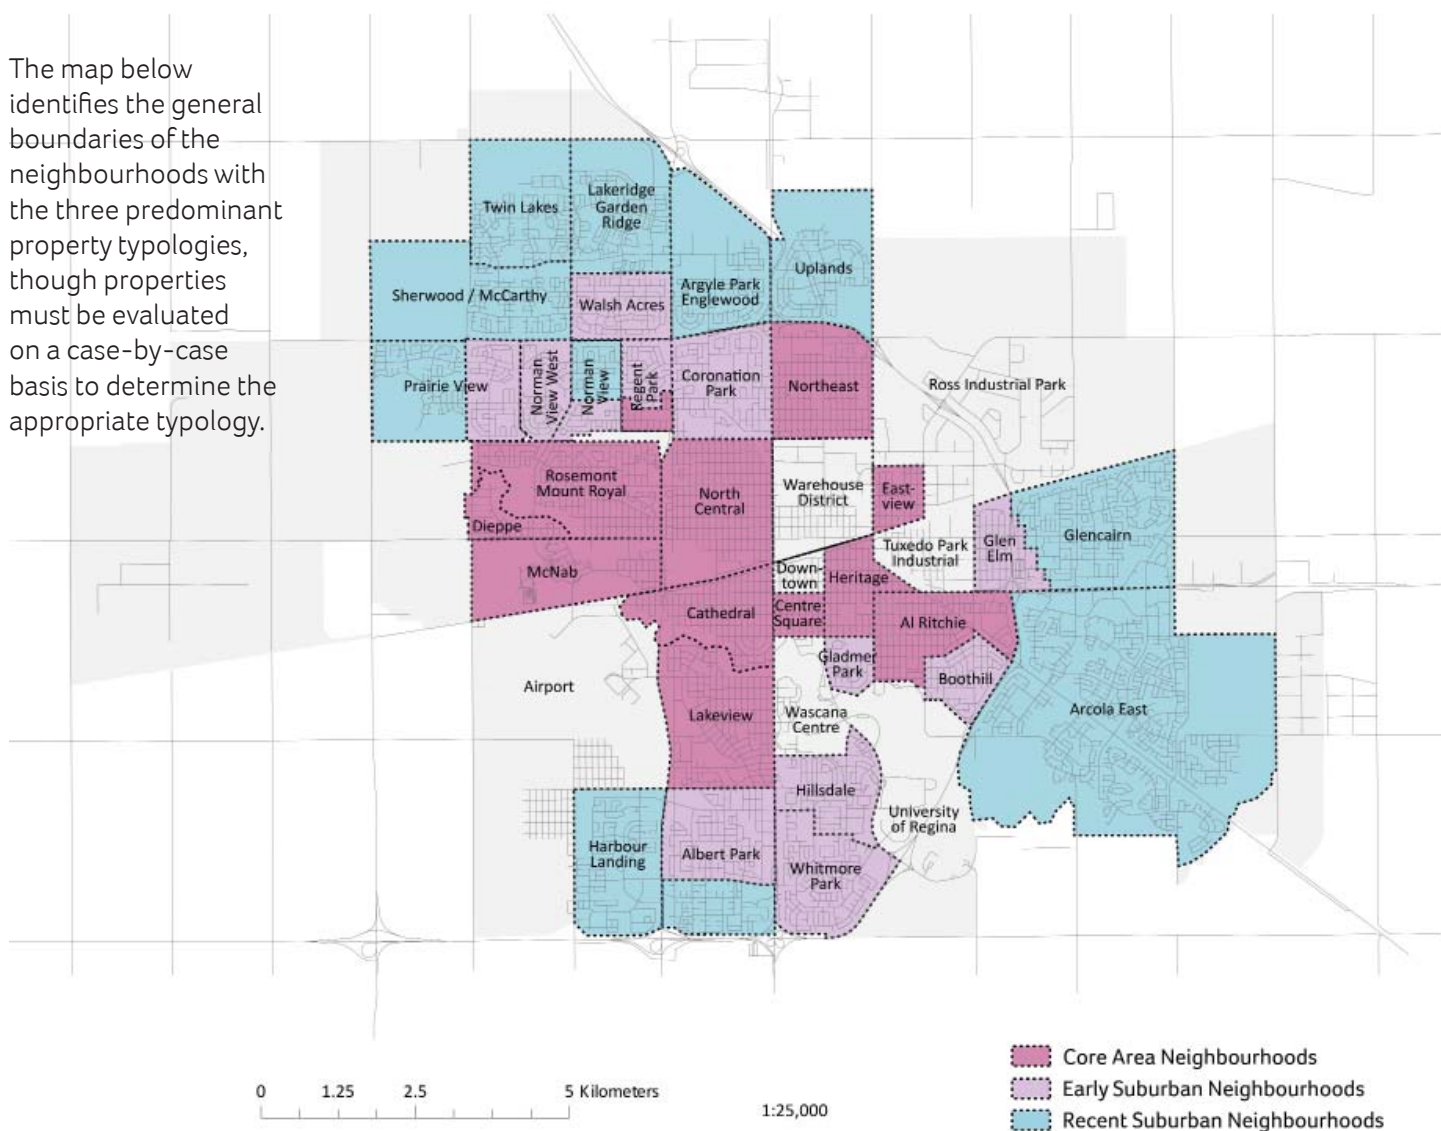 The map below
identifies the general
boundaries of the
neighbourhoods with
the three predominant
property typologies,
though properties
must be evaluated
on a case-by-case
basis to determine the
appropriate typology.
Twin Lakes
Lakeridge
Garden
Ridge
Uplands
Sherwood / McCarthy
Walsh Acres
Argyle Park
Englewood
Prairie View
Norman
View West
Norman
View
Regent
Park
Coronation
Park
Northeast
Ross Industrial Park
Rosemont
Mount Royal
North
Central
Warehouse
District
East-
view
Dieppe
McNab
Tuxedo Park
Industrial
Glen
Elm
Glencairn
Down-
town
Heritage
Cathedral
Centre
Square
Al Ritchie
Gladmer
Park
Boothill
Airport
Lakeview
Wascana
Centre
Arcola East
Hillsdale
University
of Regina
Harbour
Landing
Albert Park
Whitmore
Park
0 1.25 2.5 5 Kilometers
1:25,000
Core Area Neighbourhoods
Early Suburban Neighbourhoods
Recent Suburban Neighbourhoods